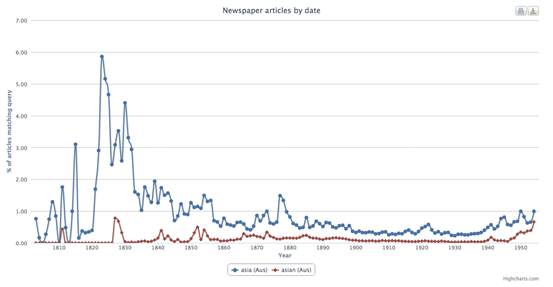 Newspaper articles by date
7.00
6.00
5.00
4.00
3.00
2.00
1.00
0.00
% of articles matching query
1810 1820 1830 1840 1850 1860 1870 1880 1890 1900 1910 1920 1930 1940 1950
Year
asia (Aus) asian (Aus)
Highcharts.com